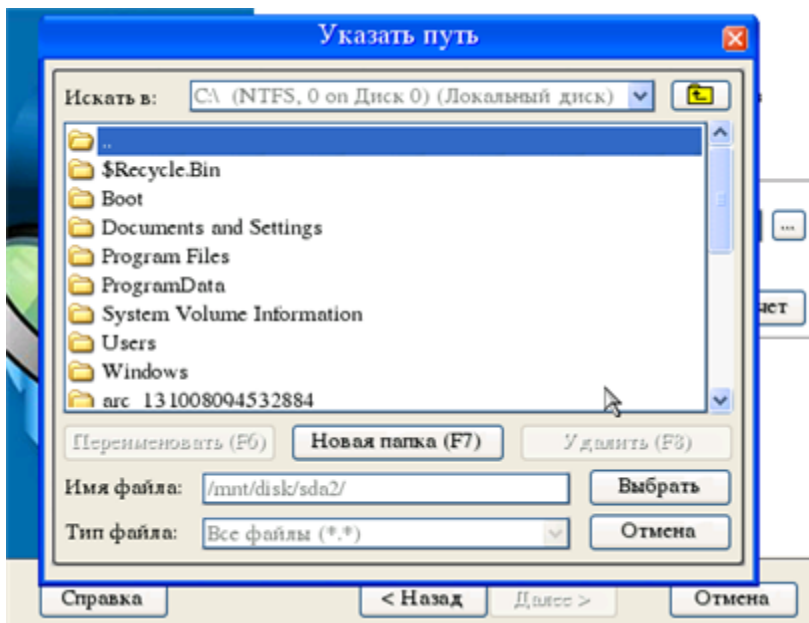 Указать путь
Искать в:
C:\ (NTFS, 0 on Диск 0) (Локальный диск)
..
$Recycle.Bin
Boot
Documents and Settings
Program Files
ProgramData
System Volume Information
Users
Windows
arc_131008094532884
Переименовать (F6)
Новая папка (F7)
Удалить (F8)
Имя файла:
/mnt/disk/sda2/
Выбрать
Тип файла:
Все файлы (*.*)
Отмена
...
чет
Справка
< Назад
Далее >
Отмена